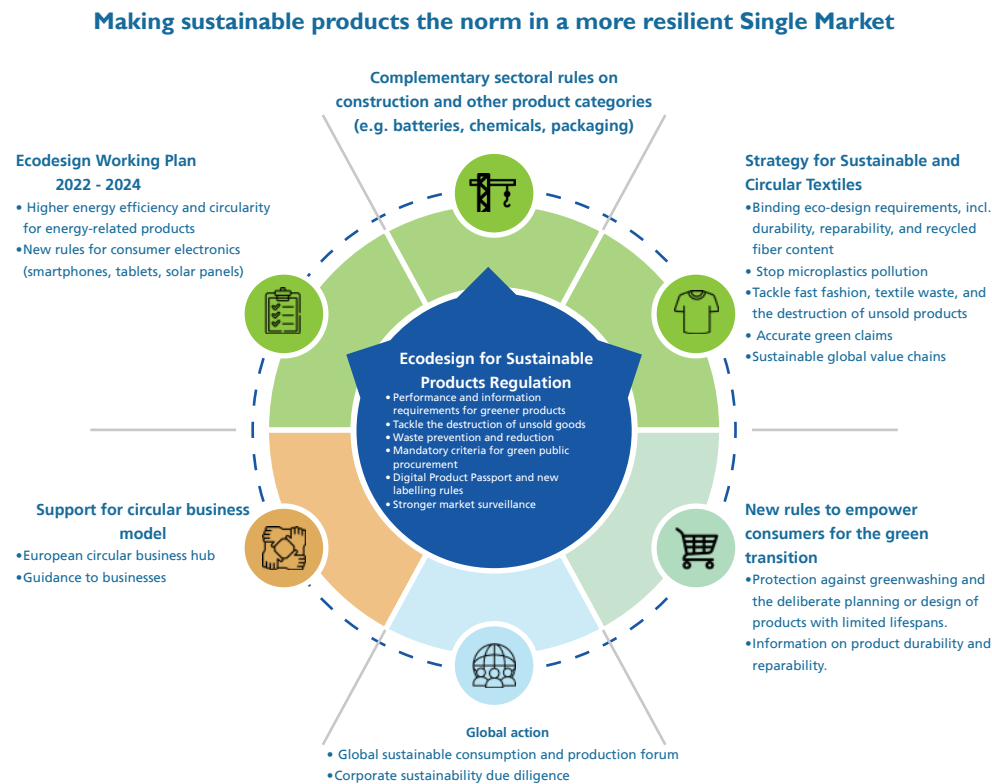 Making sustainable products the norm in a more resilient Single Market
Complementary sectoral rules on
construction and other product categories
(e.g. batteries, chemicals, packaging)
Ecodesign Working Plan
2022 - 2024
• Higher energy efficiency and circularity
for energy-related products
•New rules for consumer electronics
(smartphones, tablets, solar panels)
Strategy for Sustainable and
Circular Textiles
•Binding eco-design requirements, incl.
durability, reparability, and recycled
fiber content
• Stop microplastics pollution
•Tackle fast fashion, textile waste, and
the destruction of unsold products
• Accurate green claims
•Sustainable global value chains
Ecodesign for Sustainable
Products Regulation
• Performance and information
requirements for greener products
• Tackle the destruction of unsold goods
• Waste prevention and reduction
• Mandatory criteria for green public
procurement
• Digital Product Passport and new
labelling rules
• Stronger market surveillance
Support for circular business
model
•European circular business hub
•Guidance to businesses
New rules to empower
consumers for the green
transition
•Protection against greenwashing and
the deliberate planning or design of
products with limited lifespans.
•Information on product durability and
reparability.
Global action
• Global sustainable consumption and production forum
•Corporate sustainability due diligence